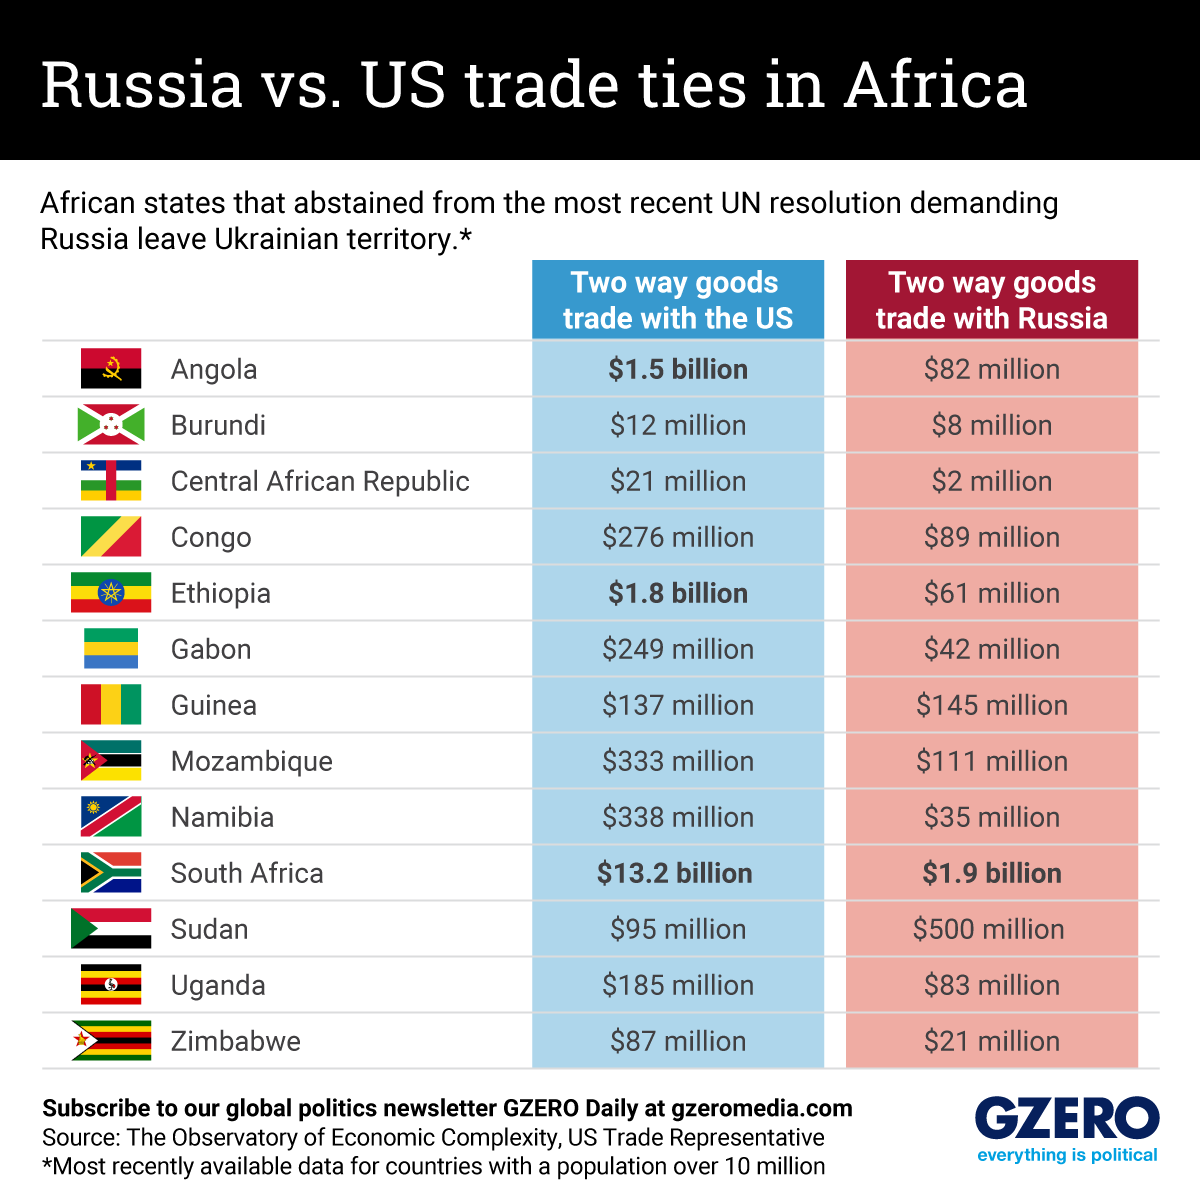 Russia vs. US trade ties in Africa
African states that abstained from the most recent UN resolution demanding
Russia leave Ukrainian territory.*
Two way goods
trade with the US
Two way goods
trade with Russia
Angola $1.5 billion $82 million
Burundi $12 million $8 million
Central African Republic $21 million $2 million
Congo $276 million $89 million
Ethiopia $1.8 billion $61 million
Gabon $249 million $42 million
Guinea $137 million $145 million
Mozambique $333 million $111 million
Namibia $338 million $35 million
South Africa $13.2 billion $1.9 billion
Sudan $95 million $500 million
Uganda $185 million $83 million
Zimbabwe $87 million $21 million
Subscribe to our global politics newsletter GZERO Daily at gzeromedia.com
Source: The Observatory of Economic Complexity, US Trade Representative
*Most recently available data for countries with a population over 10 million
GZERO
everything is political